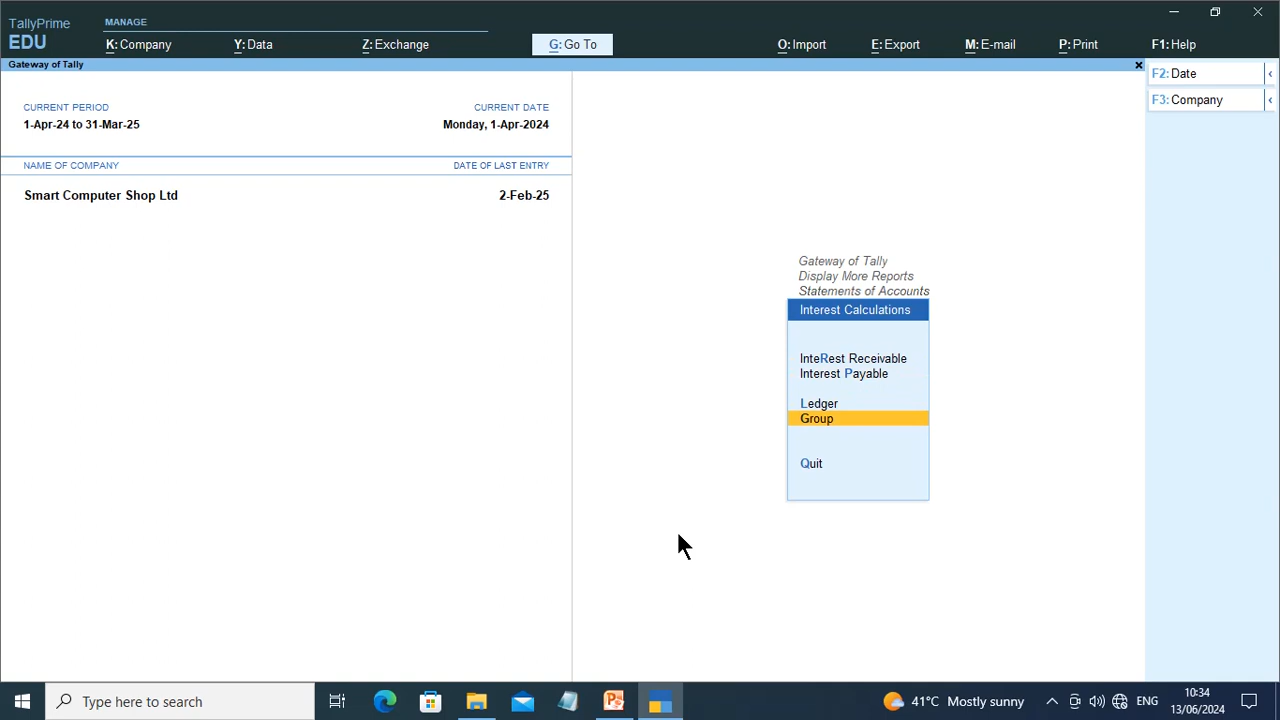 TallyPrime
EDU
MANAGE
K: Company
Y: Data
Z: Exchange
G: Go To
O: Import
E: Export
M: E-mail
P: Print
F1: Help
Gateway of Tally
F2: Date
F3: Company
CURRENT PERIOD
CURRENT DATE
1-Apr-24 to 31-Mar-25
Monday, 1-Apr-2024
NAME OF COMPANY
DATE OF LAST ENTRY
Smart Computer Shop Ltd
2-Feb-25
Gateway of Tally
Display More Reports
Statements of Accounts
Interest Calculations
InteRest Receivable
Interest Payable
Ledger
Group
Quit
Type here to search
41°C Mostly sunny
ENG
10:34
13/06/2024